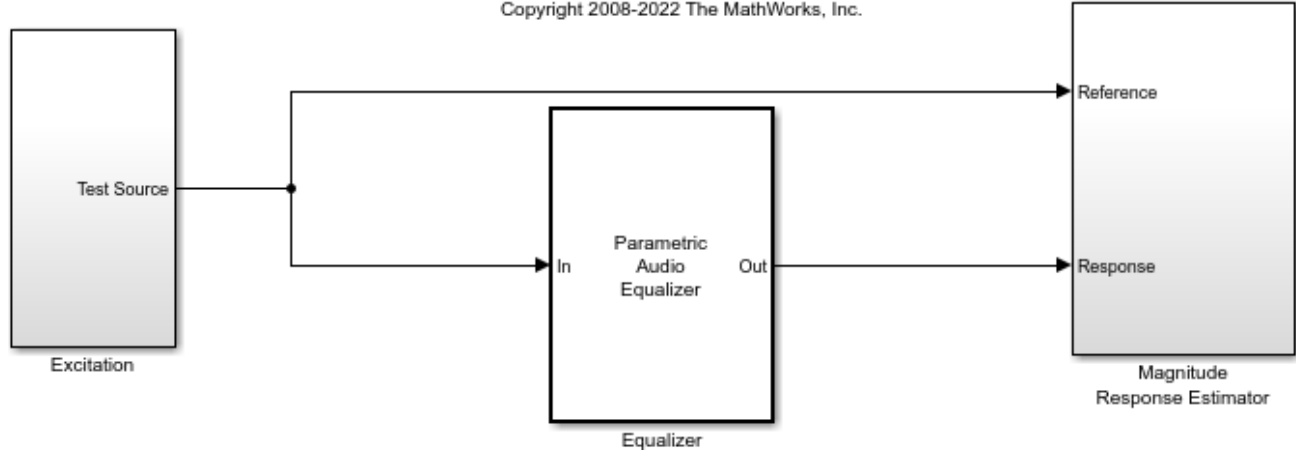 Copyright 2008-2022 The MathWorks, Inc.
Test Source
Excitation
In
Parametric
Audio
Equalizer
Out
Equalizer
Reference
Response
Magnitude
Response Estimator